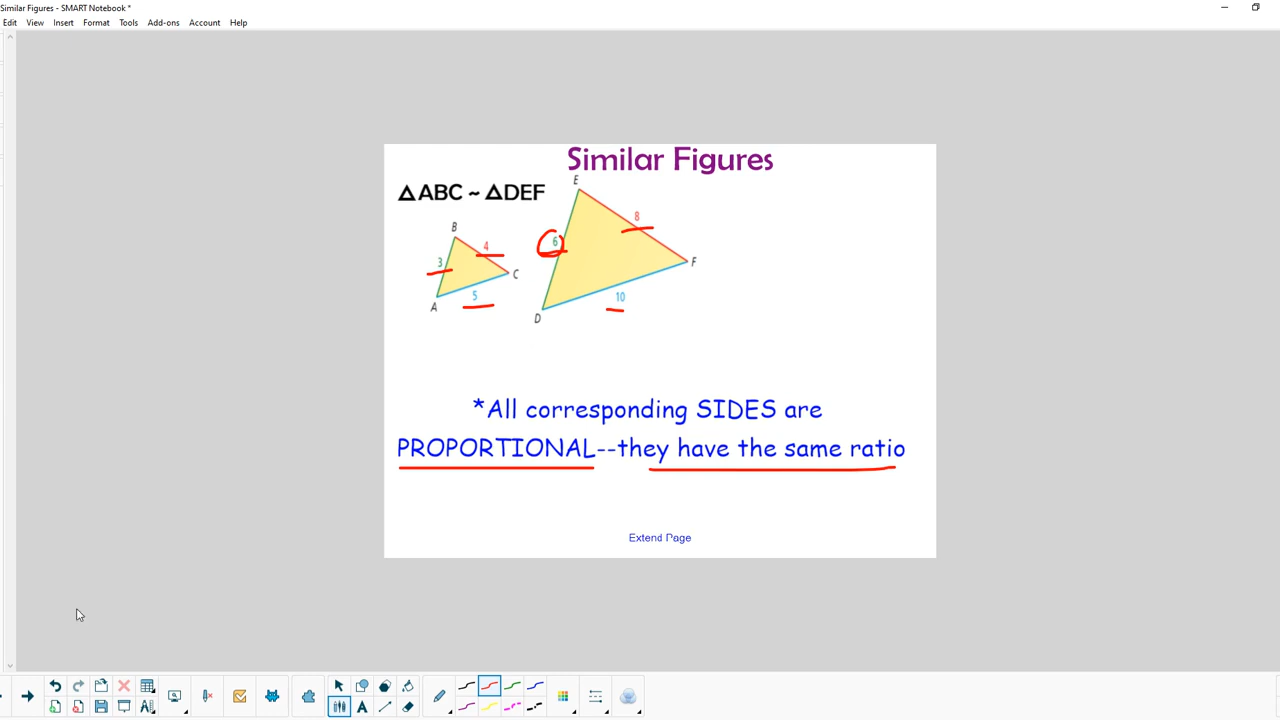 Similar Figures - SMART Notebook *
Edit View Insert Format Tools Add-ons Account Help
Similar Figures
△ABC ~ △DEF
E
B
8
4
6
3
C
F
5
10
A
D
*All corresponding SIDES are
PROPORTIONAL--they have the same ratio
Extend Page
A
A